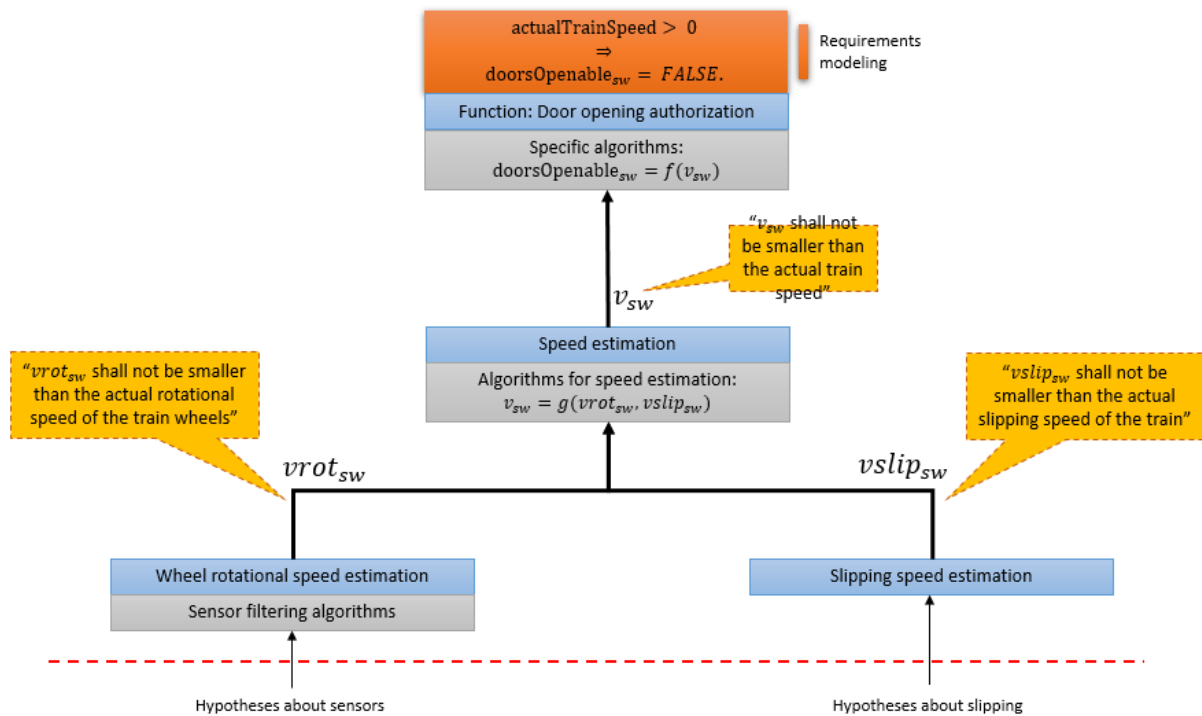 actualTrainSpeed > 0
⇒
doorsOpenable_sw = FALSE.
Requirements
modeling
Function: Door opening authorization
Specific algorithms:
doorsOpenable_sw = f(v_sw)
“v_sw shall not
be smaller than
the actual train
speed”
v_sw
Speed estimation
Algorithms for speed estimation:
v_sw = g(vrot_sw, vslip_sw)
“vrot_sw shall not be smaller
than the actual rotational
speed of the train wheels”
“vslip_sw shall not be
smaller than the actual
slipping speed of the train”
vrot_sw
vslip_sw
Wheel rotational speed estimation
Sensor filtering algorithms
Slipping speed estimation
Hypotheses about sensors
Hypotheses about slipping